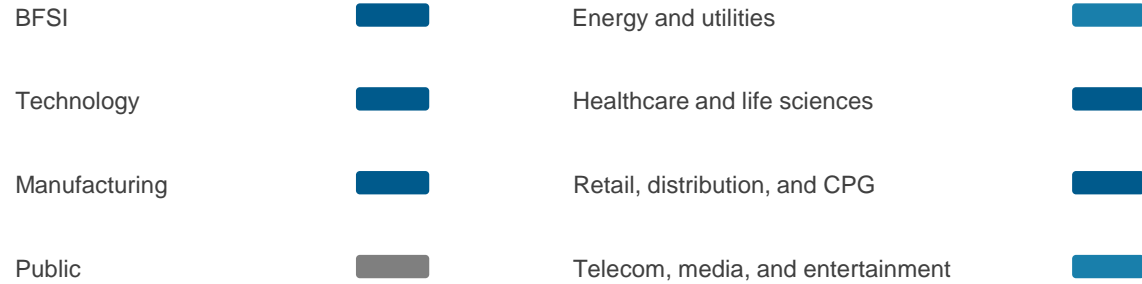 BFSI
Energy and utilities
Technology
Healthcare and life sciences
Manufacturing
Retail, distribution, and CPG
Public
Telecom, media, and entertainment